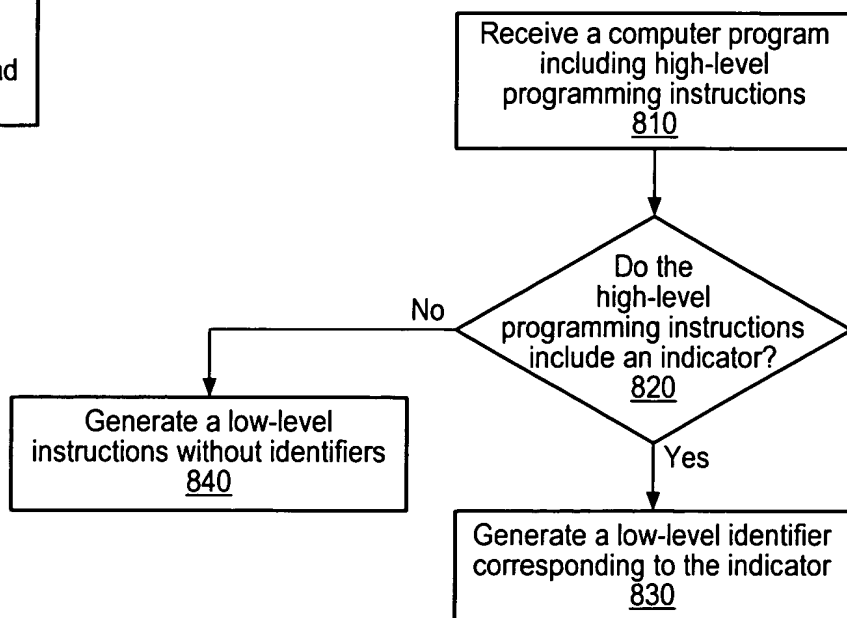 ad
Receive a computer program
including high-level
programming instructions
810
Do the
high-level
programming instructions
include an indicator?
820
No
Yes
Generate a low-level
instructions without identifiers
840
Generate a low-level identifier
corresponding to the indicator
830